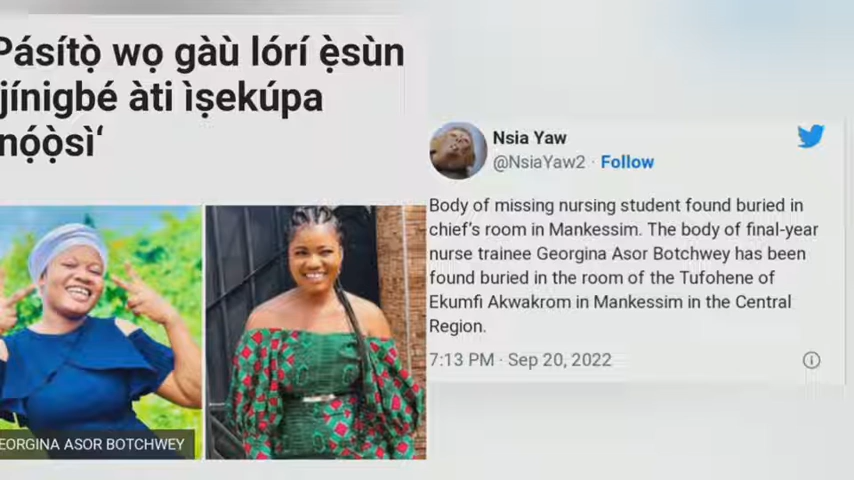 Pásítọ̀ wọ gàù lórí ẹ̀sùn
jínigbé àti ìṣekúpa
nọ́ọ̀sì‘
EORGINA ASOR BOTCHWEY
Nsia Yaw
@NsiaYaw2 · Follow
Body of missing nursing student found buried in
chief's room in Mankessim. The body of final-year
nurse trainee Georgina Asor Botchwey has been
found buried in the room of the Tufohene of
Ekumfi Akwakrom in Mankessim in the Central
Region.
7:13 PM · Sep 20, 2022